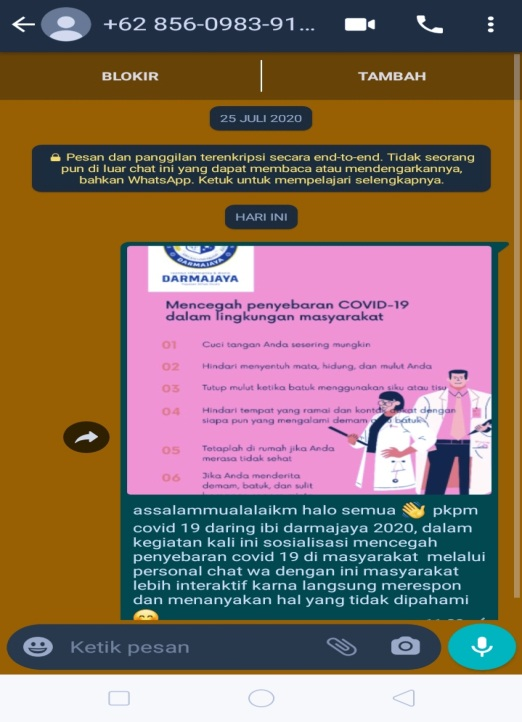 +62 856-0983-91...
BLOKIR
TAMBAH
25 JULI 2020
Pesan dan panggilan terenkripsi secara end-to-end. Tidak seorang
pun di luar chat ini yang dapat membaca atau mendengarkannya,
bahkan WhatsApp. Ketuk untuk mempelajari selengkapnya.
HARI INI
DARMAJAYA
DARMAJAYA
Mencegah penyebaran COVID-19
dalam lingkungan masyarakat
01 Cuci tangan Anda sesering mungkin
02 Hindari menyentuh mata, hidung, dan mulut Anda
03 Tutup mulut ketika batuk menggunakan siku atau tisu
04 Hindari tempat yang ramai dan kontak dengan
siapa pun yang mengalami demam batuk
05 Tetaplah di rumah jika Anda
merasa tidak sehat
06 Jika Anda menderita
demam, batuk, dan sulit
assalammualalaikm halo semua 👋 pkpm
covid 19 daring ibi darmajaya 2020, dalam
kegiatan kali ini sosialisasi mencegah
penyebaran covid 19 di masyarakat melalui
personal chat wa dengan ini masyarakat
lebih interaktif karna langsung merespon
dan menanyakan hal yang tidak dipahami
Ketik pesan